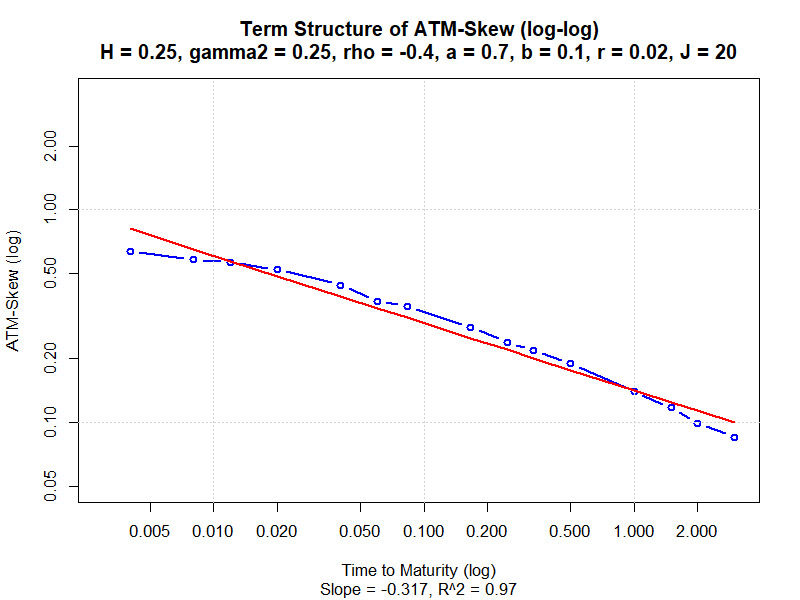 Term Structure of ATM-Skew (log-log)
H = 0.25, gamma2 = 0.25, rho = -0.4, a = 0.7, b = 0.1, r = 0.02, J = 20
ATM-Skew (log)
2.00
1.00
0.50
0.20
0.10
0.05
0.005 0.010 0.020 0.050 0.100 0.200 0.500 1.000 2.000
Time to Maturity (log)
Slope = -0.317, R^2 = 0.97